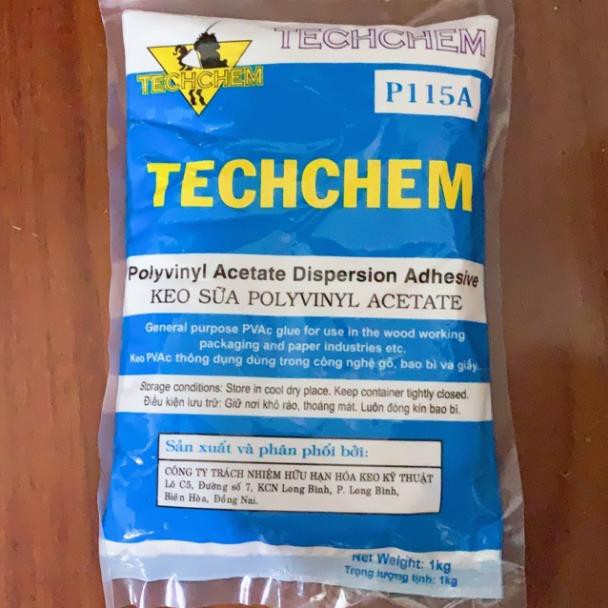 TECHCHEM
TECHCHEM
P115A
TECHCHEM
Polyvinyl Acetate Dispersion Adhesive
KEO SỮA POLYVINYL ACETATE
General purpose PVAc glue for use in the wood working
packaging and paper industries etc.
Keo PVAc thông dụng dùng trong công nghệ gỗ, bao bì và giấy.
Storage conditions: Store in cool dry place. Keep container tightly closed.
Điều kiện lưu trữ: Giữ nơi khô ráo, thoáng mát. Luôn đóng kín bao bì.
Sản xuất và phân phối bởi:
CÔNG TY TRÁCH NHIỆM HỮU HẠN HÓA KEO KỸ THUẬT
Lô C5, Đường số 7, KCN Long Bình, P. Long Bình,
Biên Hòa, Đồng Nai.
Net Weight: 1kg
Trọng lượng tịnh: 1kg